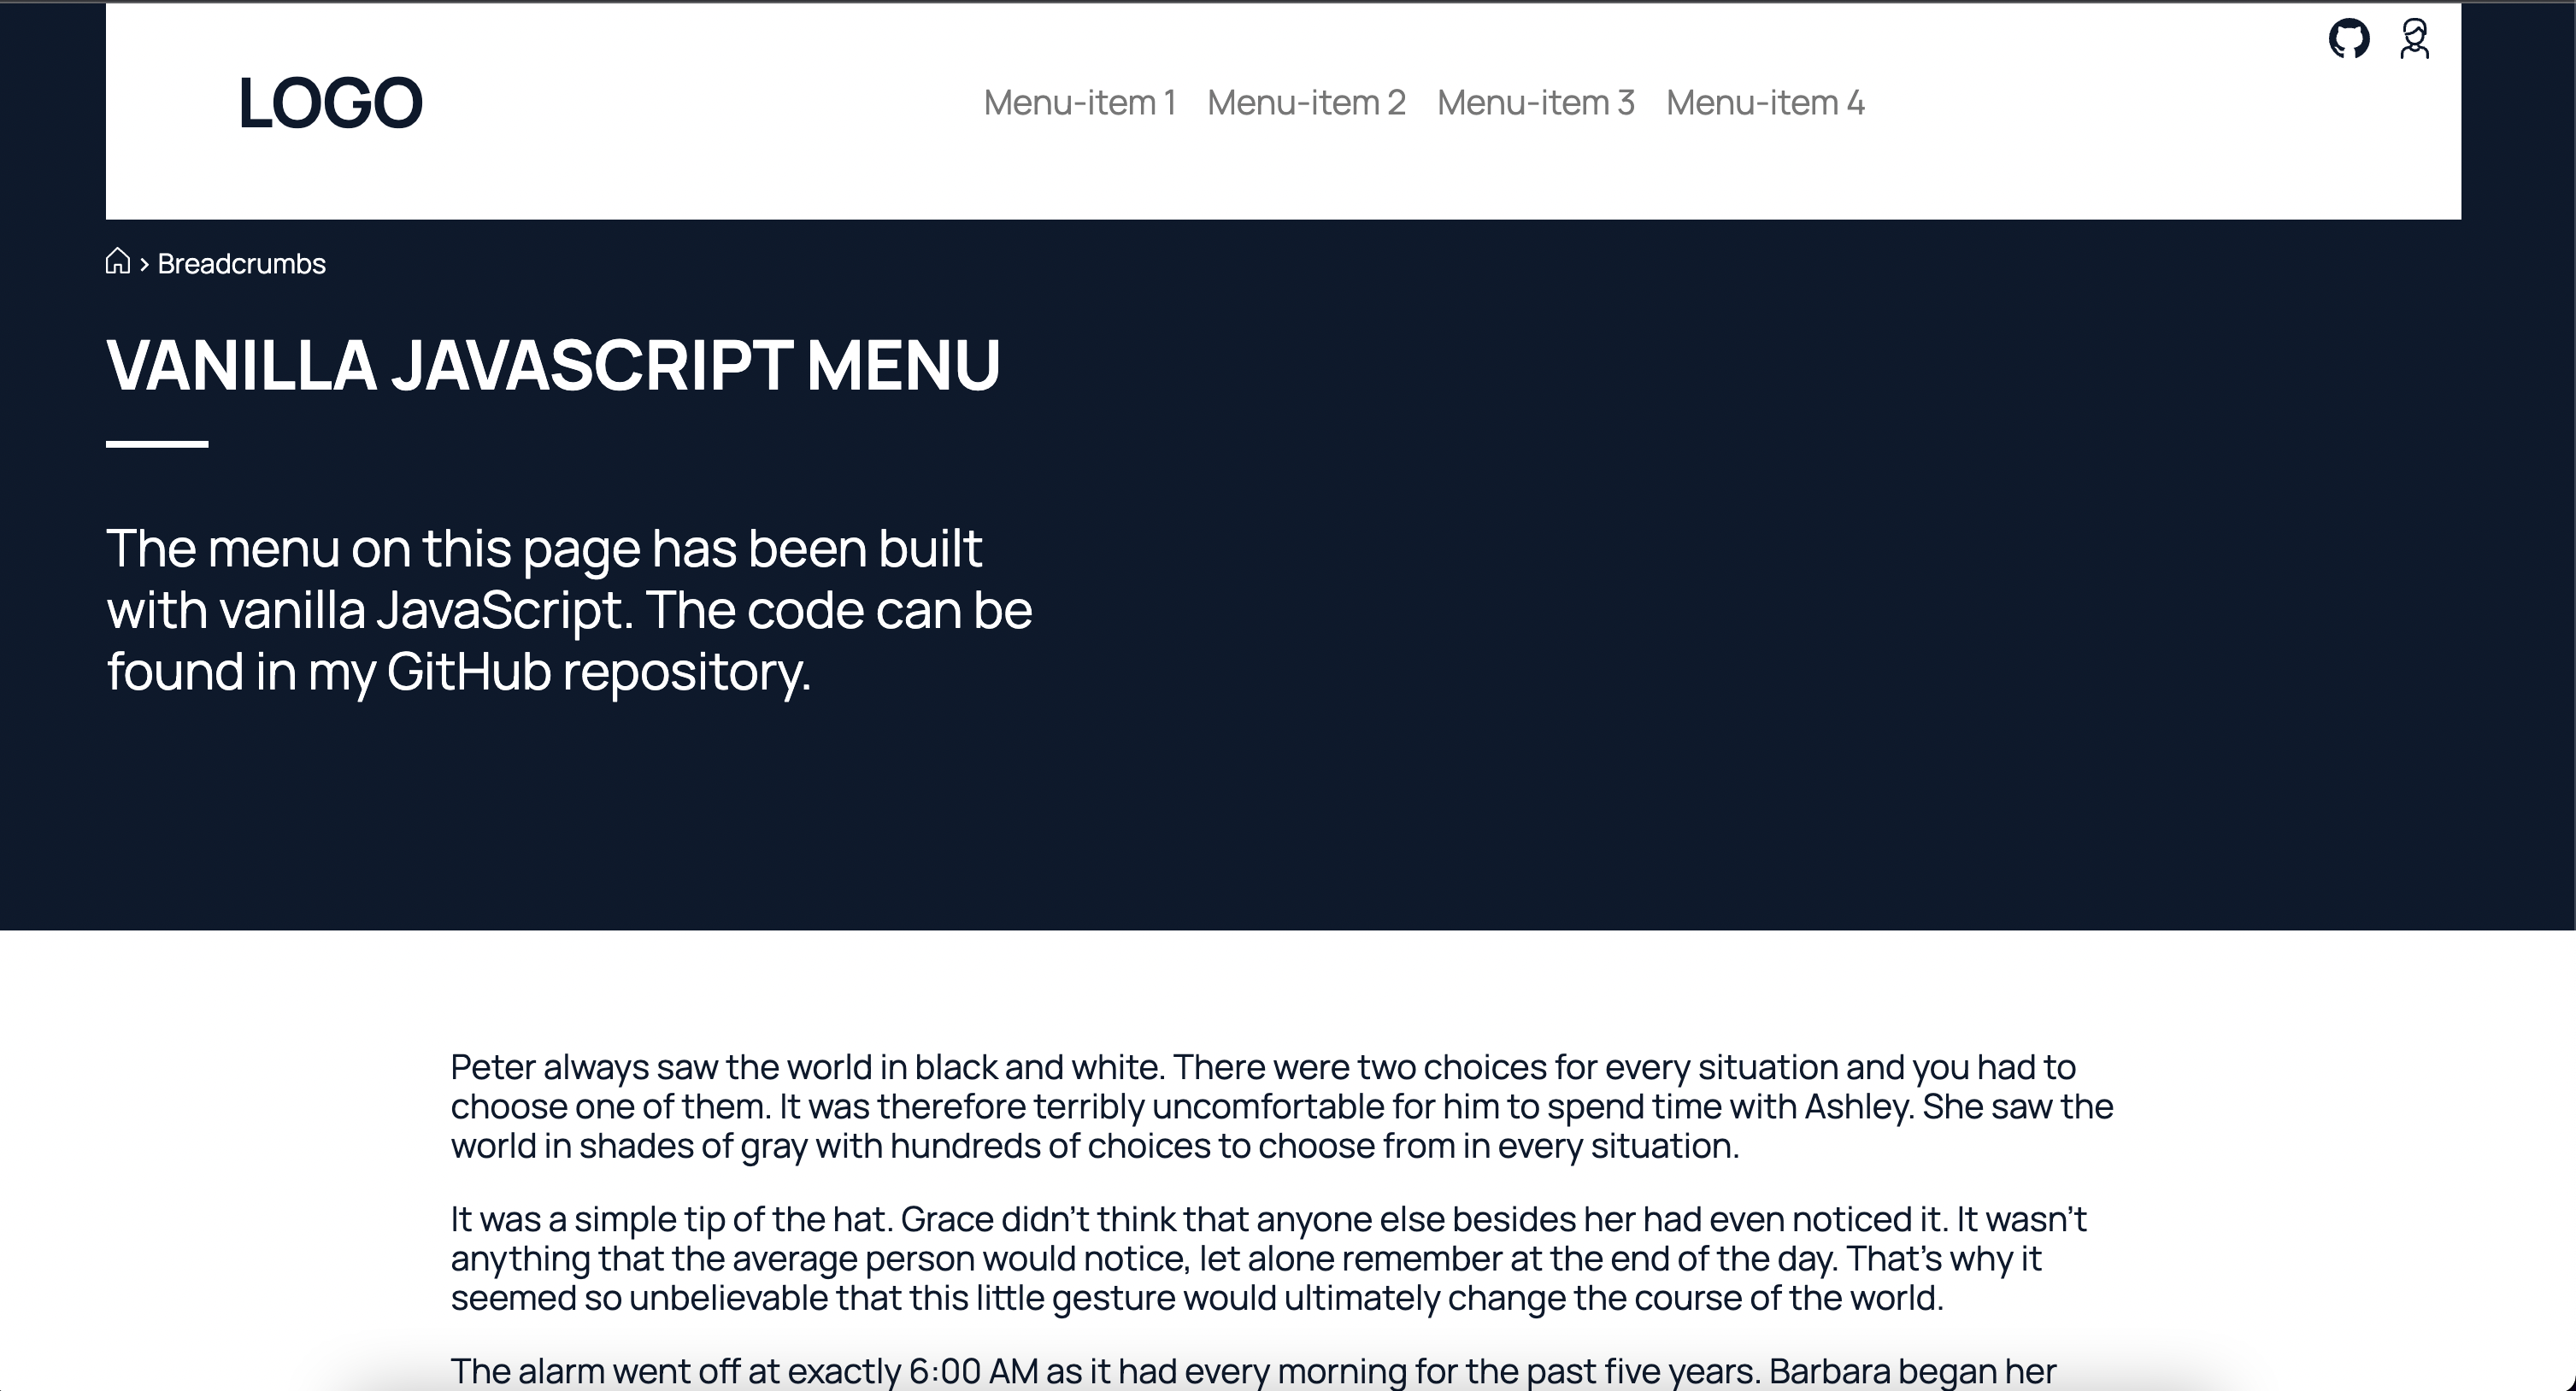 LOGO
Menu-item 1 Menu-item 2 Menu-item 3 Menu-item 4
> Breadcrumbs
VANILLA JAVASCRIPT MENU
The menu on this page has been built
with vanilla JavaScript. The code can be
found in my GitHub repository.
Peter always saw the world in black and white. There were two choices for every situation and you had to
choose one of them. It was therefore terribly uncomfortable for him to spend time with Ashley. She saw the
world in shades of gray with hundreds of choices to choose from in every situation.
It was a simple tip of the hat. Grace didn’t think that anyone else besides her had even noticed it. It wasn’t
anything that the average person would notice, let alone remember at the end of the day. That’s why it
seemed so unbelievable that this little gesture would ultimately change the course of the world.
The alarm went off at exactly 6:00 AM as it had every morning for the past five years. Barbara began her